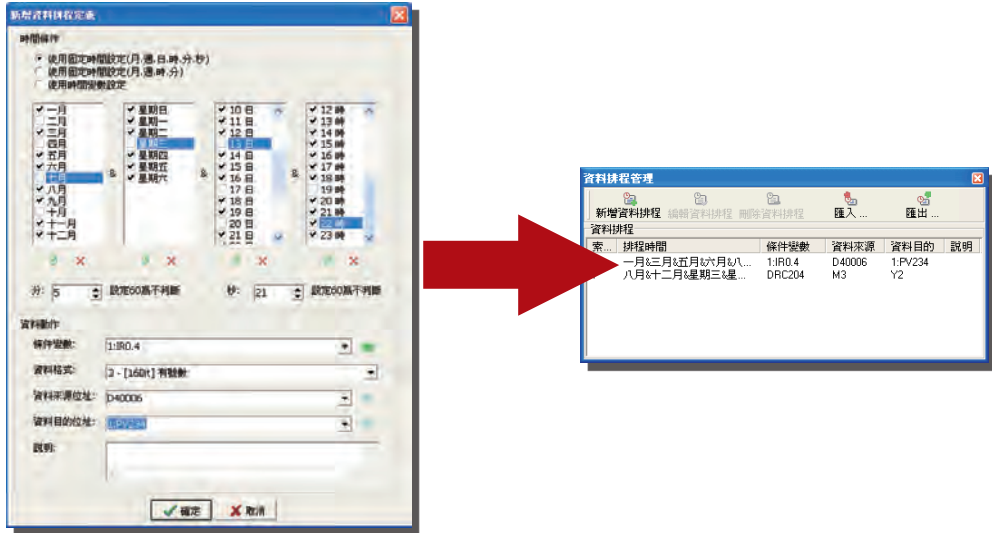 新增資料排程定義
時間條件
使用固定時間設定(月.週.日.時.分.秒)
使用固定時間設定(月.週.時.分)
使用時間變數設定
一月 星期日 10 日 12 時
二月 星期一 11 日 13 時
三月 星期二 12 日 14 時
四月 星期三 13 日 15 時
五月 星期四 14 日 16 時
六月 星期五 15 日 17 時
七月 & 星期六 & 16 日 & 18 時
八月 17 日 19 時
九月 18 日 20 時
十月 19 日 21 時
十一月 20 日 22 時
十二月 21 日 23 時
分: 5 設定60為不判斷 秒: 21 設定60為不判斷
資料動作
條件變數: 1:IR0.4
資料格式: 3 - [16Bit] 有號數
資料來源位址: D40006
資料目的位址: 1:PV234
說明:
確定 取消
資料排程管理
新增資料排程 編輯資料排程 刪除資料排程 匯入 ... 匯出 ...
資料排程
索... 排程時間 條件變數 資料來源 資料目的 說明
一月&三月&五月&六月&八... 1:IR0.4 D40006 1:PV234
八月&十二月&星期三&星... DRC204 M3 Y2